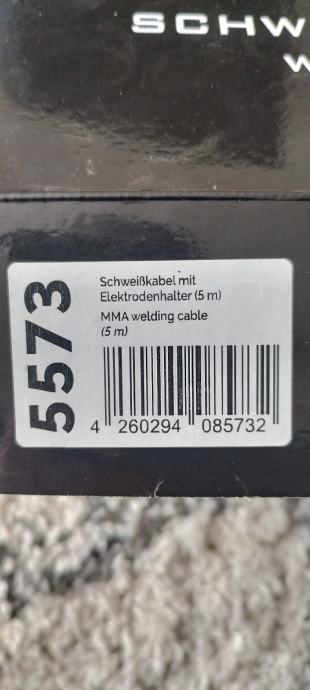 SCHW
W
5573
Schweißkabel mit
Elektrodenhalter (5 m)
MMA welding cable
(5 m)
4 260294 085732